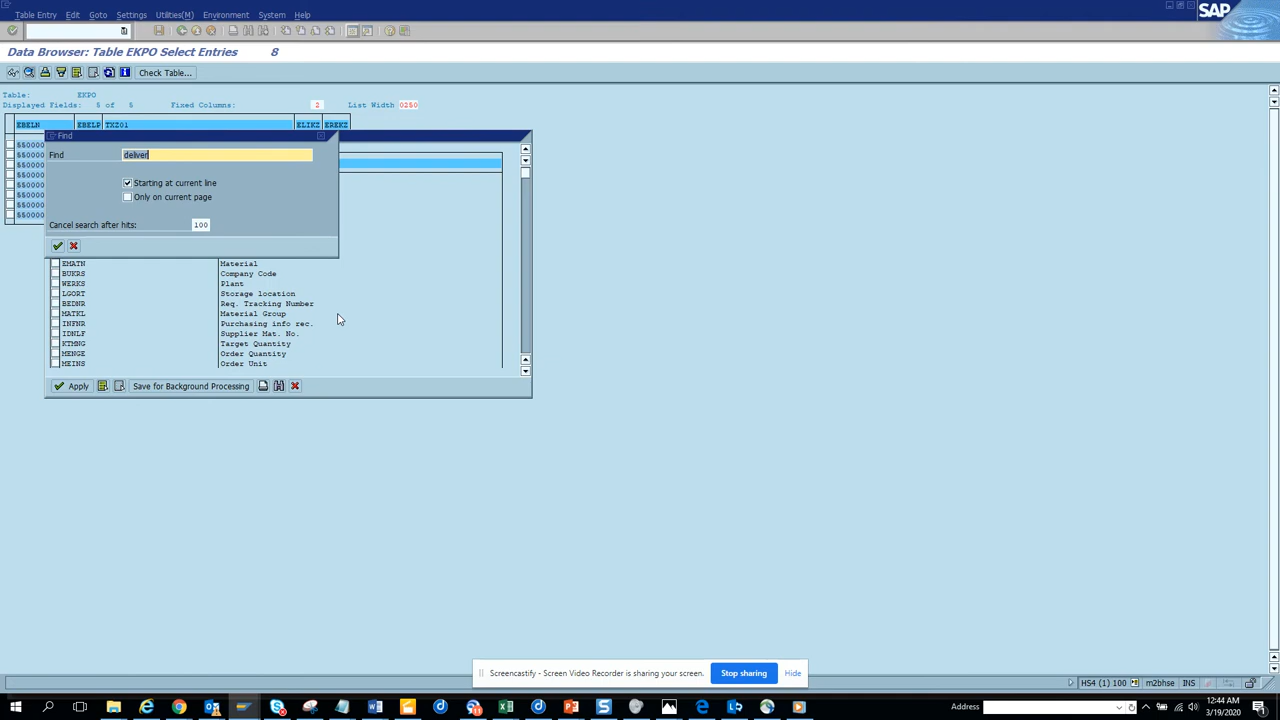 Table Entry Edit Goto Settings Utilities(M) Environment System Help
SAP
Data Browser: Table EKPO Select Entries 8
Check Table...
Table: EKPO
Displayed Fields: 5 of 5 Fixed Columns: 2 List Width 0250
EBELN EBELP TXZ01 ELIKZ EREKZ
Find
Find deliver
Starting at current line
Only on current page
Cancel search after hits: 100
EMATN Material
BUKRS Company Code
WERKS Plant
LGORT Storage location
BEDNR Req. Tracking Number
MATKL Material Group
INFNR Purchasing info rec.
IDNLF Supplier Mat. No.
KTMNG Target Quantity
MENGE Order Quantity
MEINS Order Unit
Apply Save for Background Processing
Screencastify - Screen Video Recorder is sharing your screen. Stop sharing Hide
HS4 (1) 100 m2bhse INS
Address
12:44 AM
3/19/2020